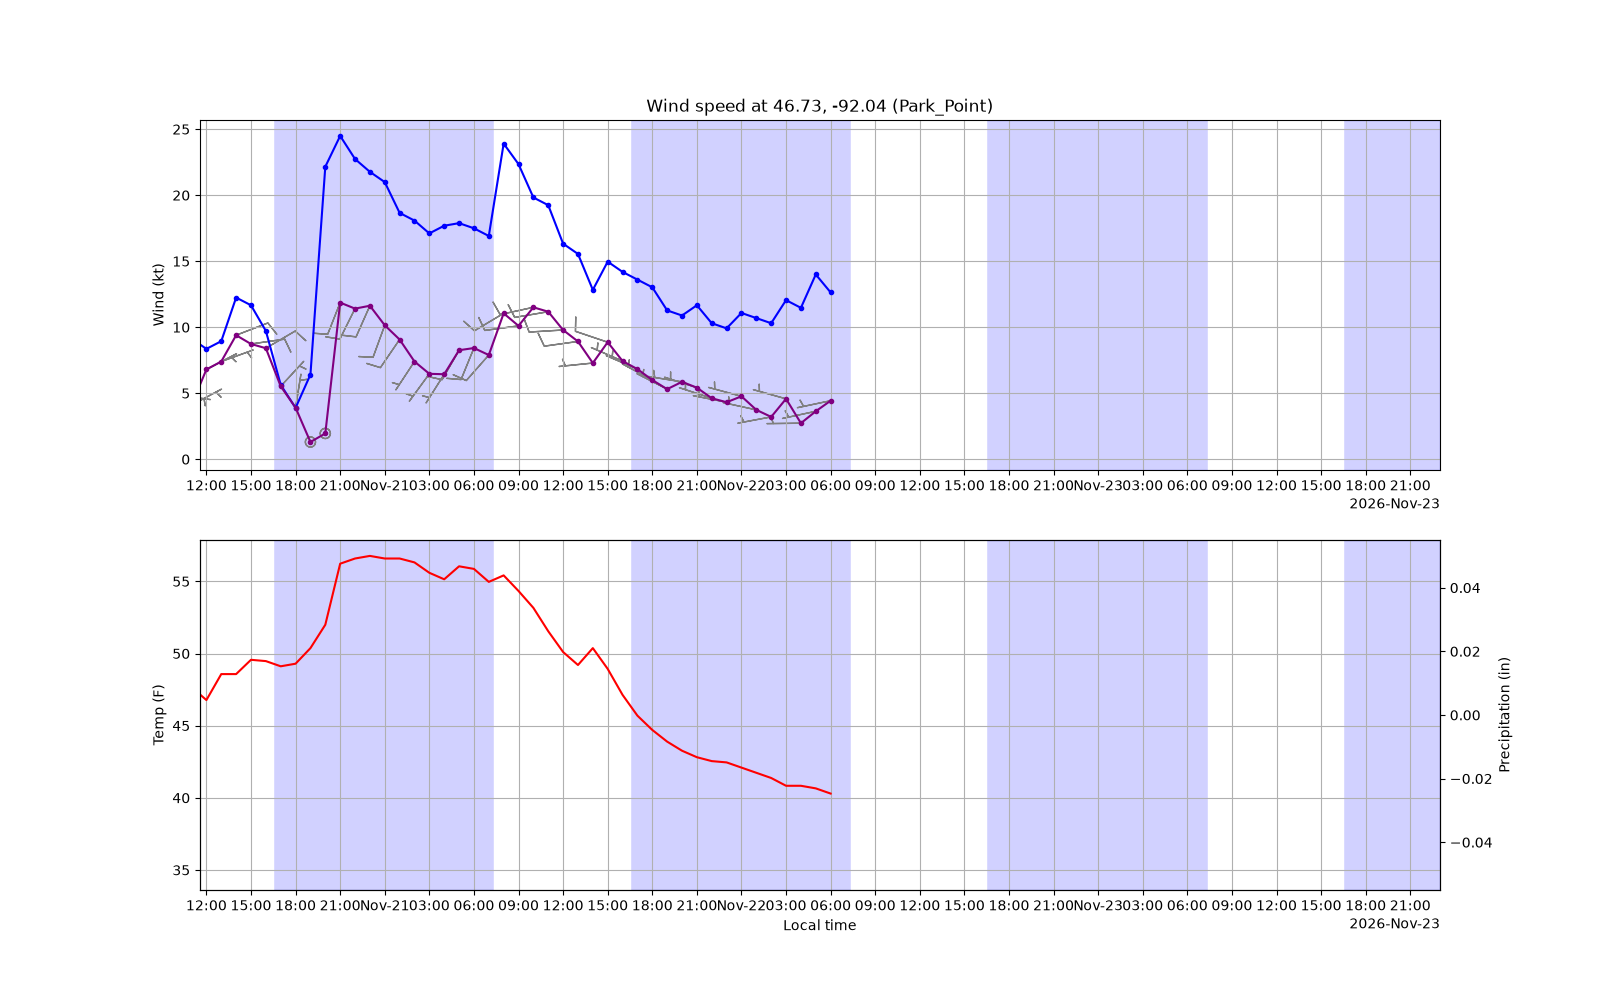 Wind speed at 46.73, -92.04 (Park_Point)
25
20
15
10
5
0
Wind (kt)
12:00 15:00 18:00 21:00 Nov-21 03:00 06:00 09:00 12:00 15:00 18:00 21:00 Nov-22 03:00 06:00 09:00 12:00 15:00 18:00 21:00 Nov-23 03:00 06:00 09:00 12:00 15:00 18:00 21:00
2026-Nov-23
55
50
45
40
35
Temp (F)
0.04
0.02
0.00
−0.02
−0.04
Precipitation (in)
12:00 15:00 18:00 21:00 Nov-21 03:00 06:00 09:00 12:00 15:00 18:00 21:00 Nov-22 03:00 06:00 09:00 12:00 15:00 18:00 21:00 Nov-23 03:00 06:00 09:00 12:00 15:00 18:00 21:00
Local time
2026-Nov-23